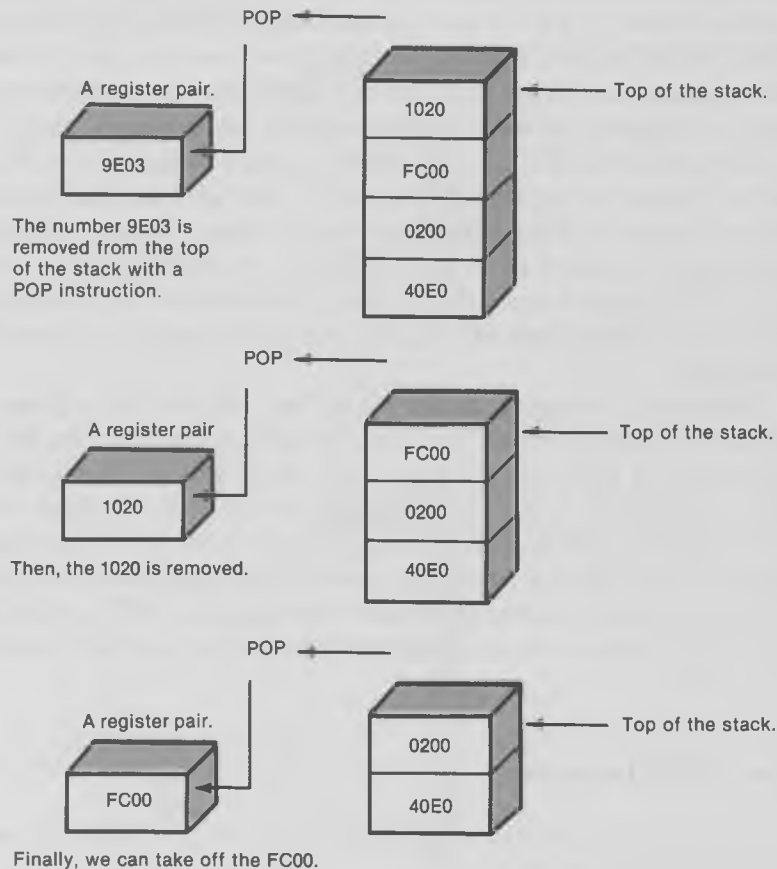 POP
A register pair.
Top of the stack.
1020
9E03
FC00
0200
40E0
The number 9E03 is
removed from the top
of the stack with a
POP instruction.
POP
A register pair
Top of the stack.
FC00
1020
0200
40E0
Then, the 1020 is removed.
POP
A register pair.
Top of the stack.
0200
FC00
40E0
Finally, we can take off the FC00.